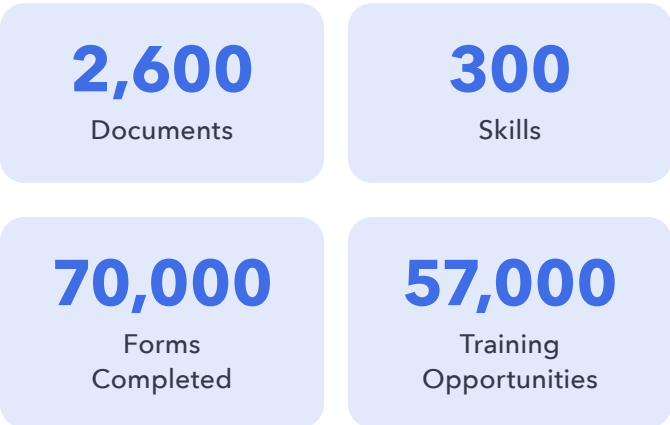 2,600
Documents
300
Skills
70,000
Forms
Completed
57,000
Training
Opportunities